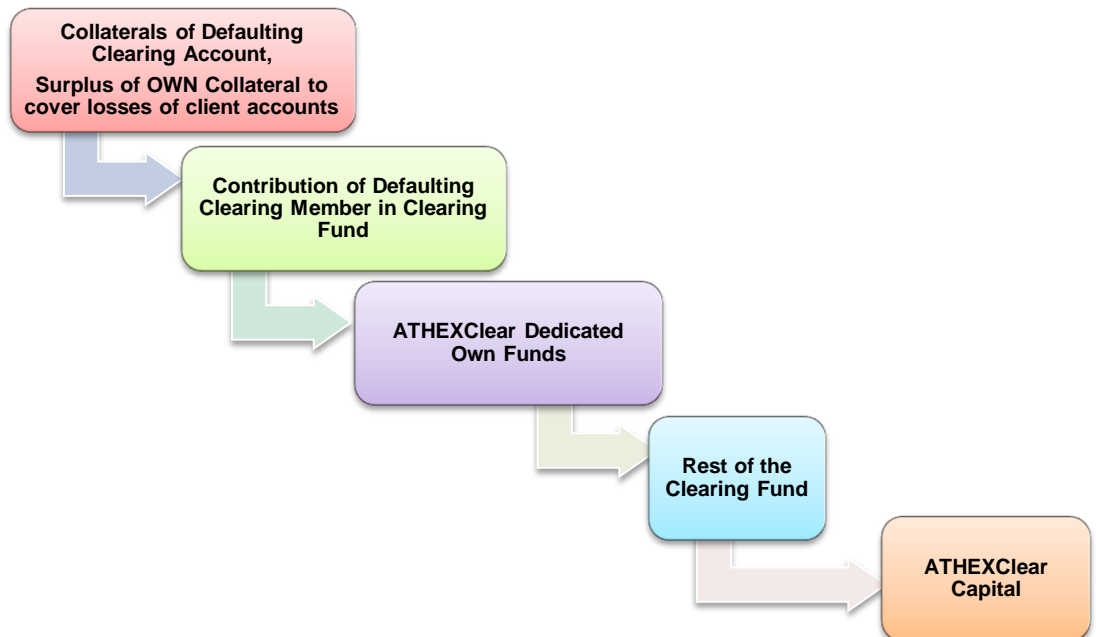 Collaterals of Defaulting
Clearing Account,
Surplus of OWN Collateral to
cover losses of client accounts
Contribution of Defaulting
Clearing Member in Clearing
Fund
ATHEXClear Dedicated
Own Funds
Rest of the
Clearing Fund
ATHEXClear
Capital